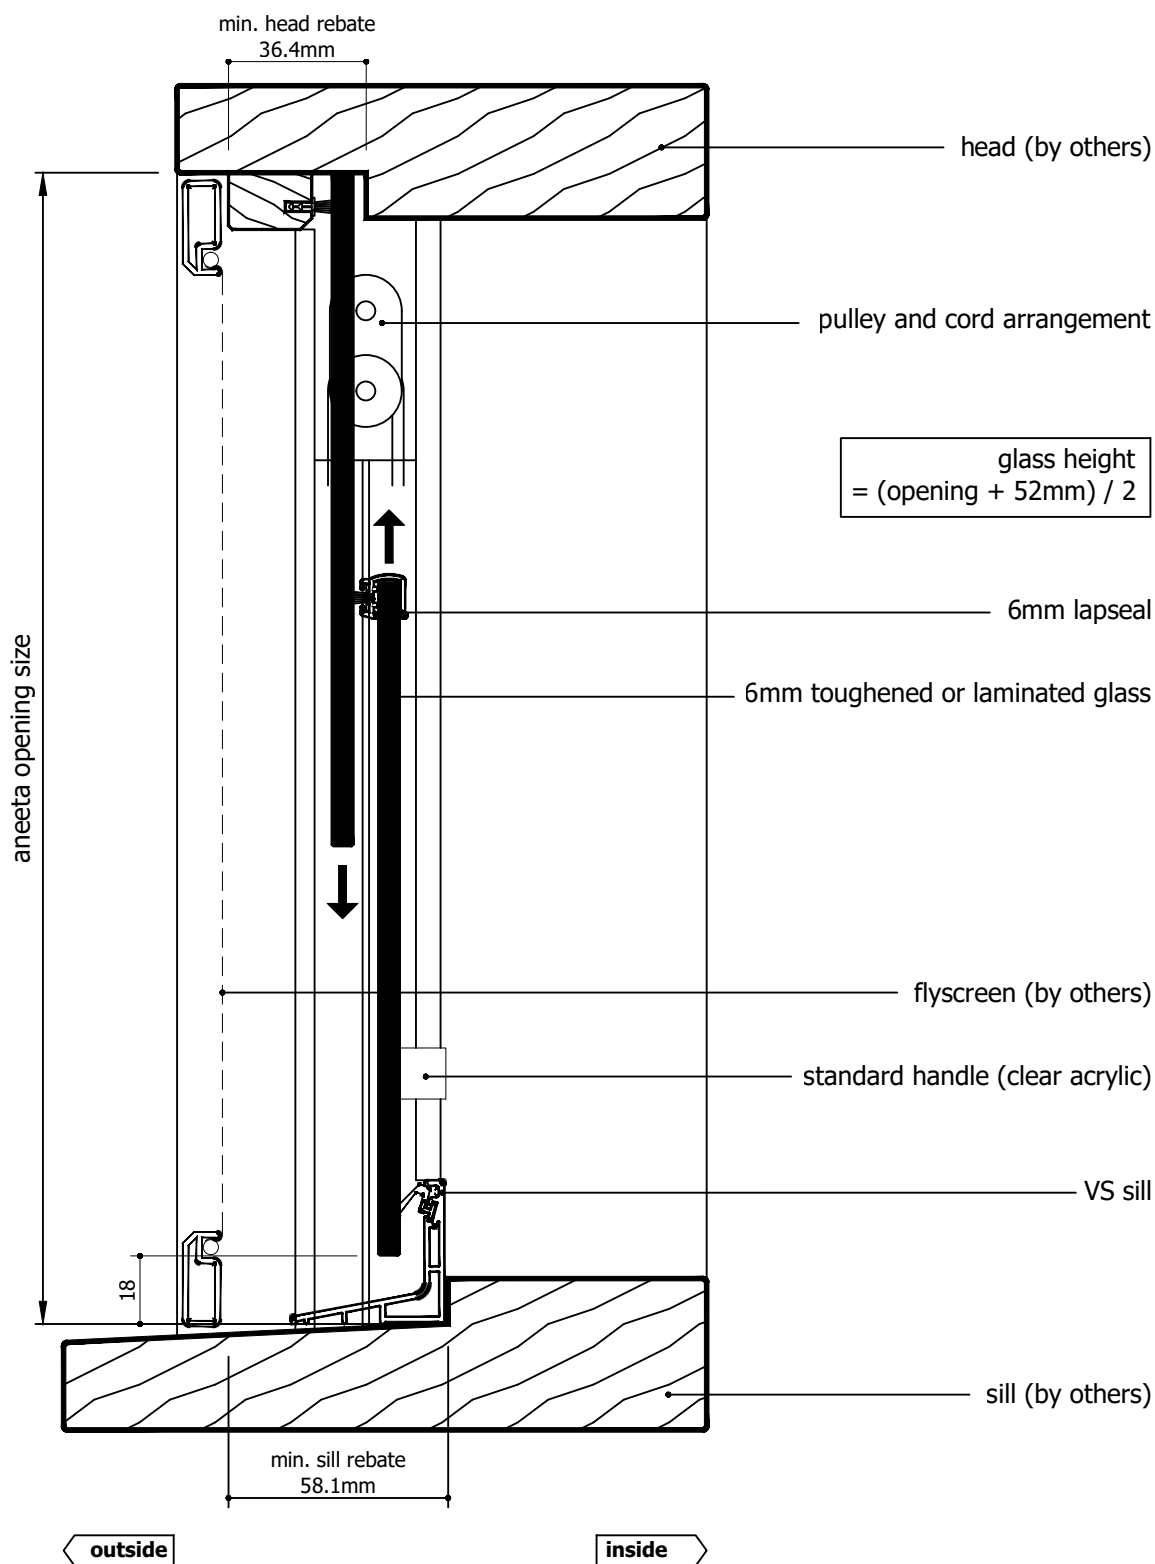 min. head rebate
36.4mm
head (by others)
pulley and cord arrangement
glass height
= (opening + 52mm) / 2
6mm lapseal
6mm toughened or laminated glass
aneeta opening size
flyscreen (by others)
standard handle (clear acrylic)
VS sill
18
sill (by others)
min. sill rebate
58.1mm
outside
inside